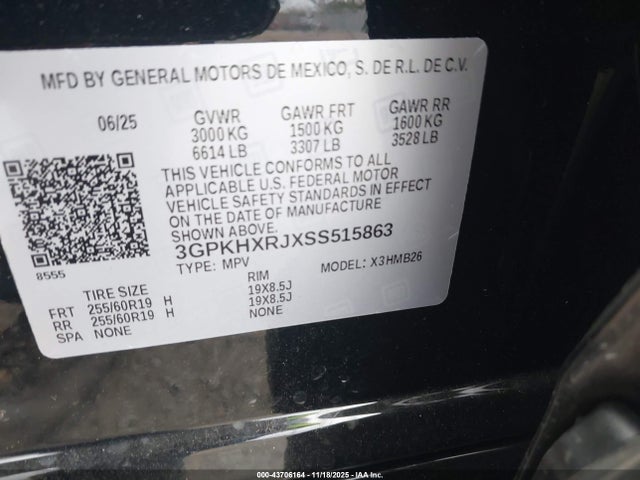 MFD BY GENERAL MOTORS DE MEXICO, S. DE R.L. DE C.V.
06/25 GVWR GAWR FRT GAWR RR
3000 KG 1500 KG 1600 KG
6614 LB 3307 LB 3528 LB
THIS VEHICLE CONFORMS TO ALL
APPLICABLE U.S. FEDERAL MOTOR
VEHICLE SAFETY STANDARDS IN EFFECT
ON THE DATE OF MANUFACTURE
SHOWN ABOVE.
3GPKHXRJXSS515863
8555
TYPE: MPV MODEL: X3HMB26
TIRE SIZE RIM
FRT 255/60R19 H 19X8.5J
RR 255/60R19 H 19X8.5J
SPA NONE NONE
000-43706164 - 11/18/2025 - Copyright IAA, Inc. All Rights Reserved.